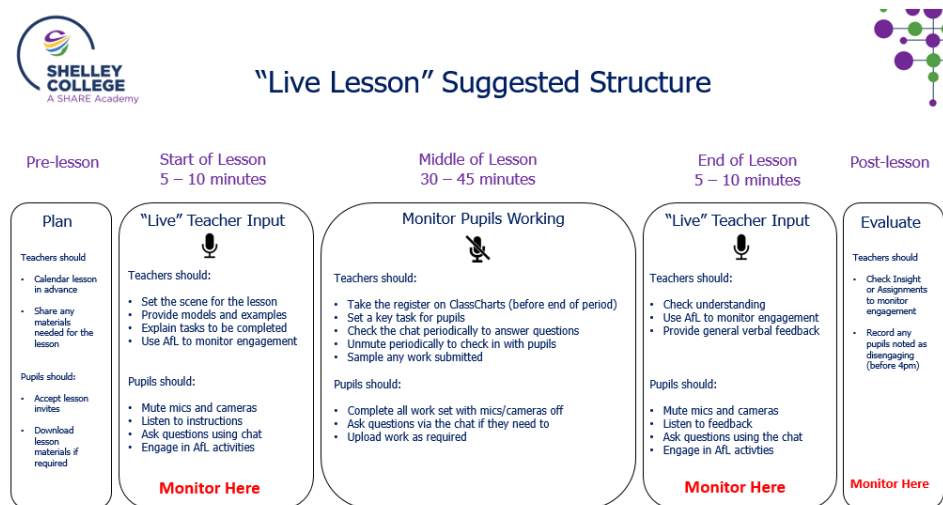 SHELLEY
COLLEGE
A SHARE Academy
“Live Lesson” Suggested Structure
Pre-lesson
Plan
Teachers should
• Calendar lesson
in advance
• Share any
materials
needed for the
lesson
Pupils should:
• Accept lesson
invites
• Download
lesson
materials if
required
Start of Lesson
5 – 10 minutes
“Live” Teacher Input
Teachers should:
• Set the scene for the lesson
• Provide models and examples
• Explain tasks to be completed
• Use AfL to monitor engagement
Pupils should:
• Mute mics and cameras
• Listen to instructions
• Ask questions using chat
• Engage in AfL activities
Monitor Here
Middle of Lesson
30 – 45 minutes
Monitor Pupils Working
Teachers should:
• Take the register on ClassCharts (before end of period)
• Set a key task for pupils
• Check the chat periodically to answer questions
• Unmute periodically to check in with pupils
• Sample any work submitted
Pupils should:
• Complete all work set with mics/cameras off
• Ask questions via the chat if they need to
• Upload work as required
End of Lesson
5 – 10 minutes
“Live” Teacher Input
Teachers should:
• Check understanding
• Use AfL to monitor engagement
• Provide general verbal feedback
Pupils should:
• Mute mics and cameras
• Listen to feedback
• Ask questions using the chat
• Engage in AfL activties
Monitor Here
Post-lesson
Evaluate
Teachers should
• Check Insight
or Assignments
to monitor
engagement
• Record any
pupils noted as
disengaging
(before 4pm)
Monitor Here